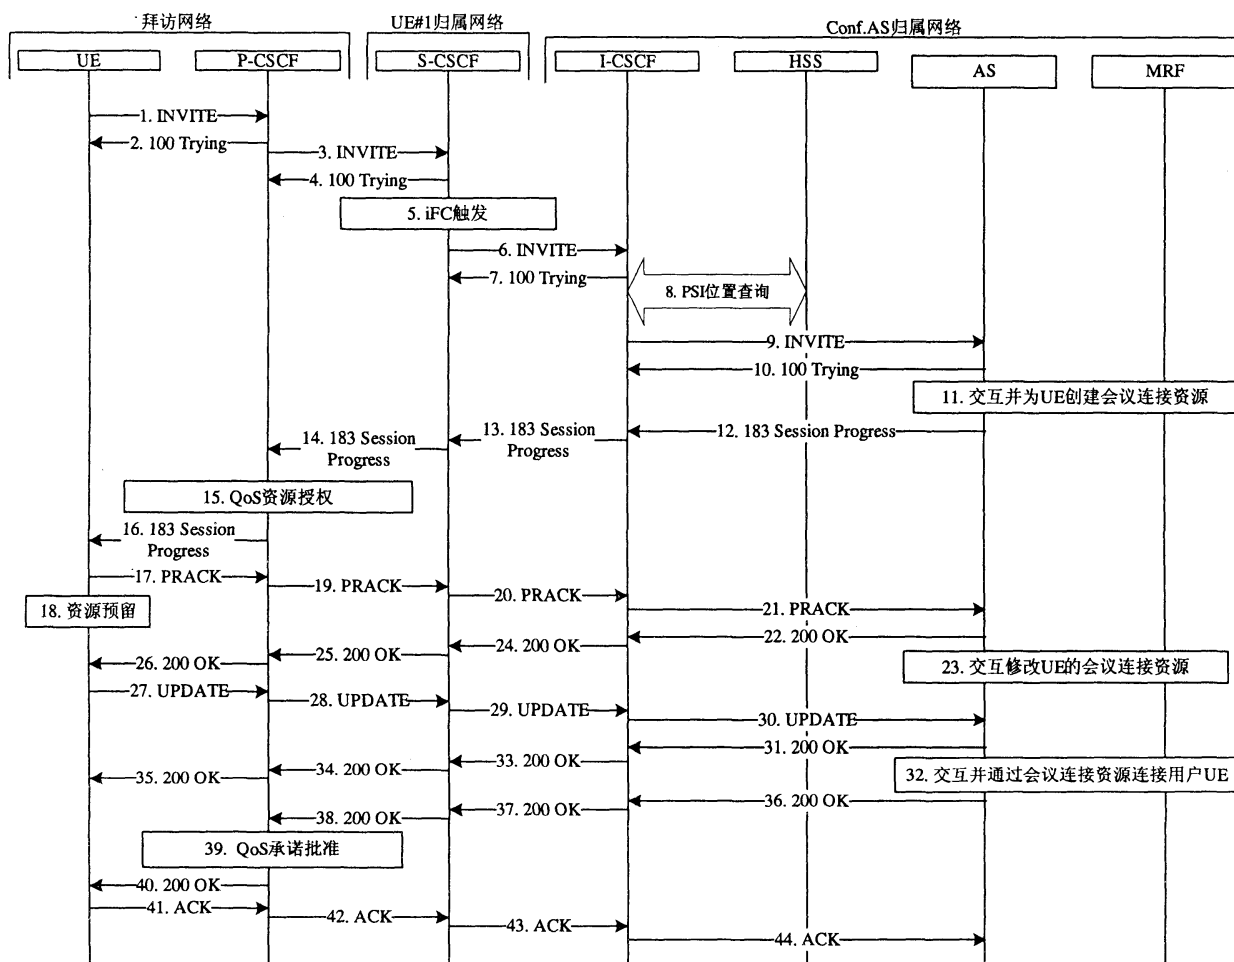 拜访网络
UE#1归属网络
Conf.AS归属网络
UE
P-CSCF
S-CSCF
I-CSCF
HSS
AS
MRF
1. INVITE
2. 100 Trying
3. INVITE
4. 100 Trying
5. iFC触发
6. INVITE
7. 100 Trying
8. PSI位置查询
9. INVITE
10. 100 Trying
11. 交互并为UE创建会议连接资源
12. 183 Session Progress
13. 183 Session
Progress
14. 183 Session
Progress
15. QoS资源授权
16. 183 Session
Progress
17. PRACK
18. 资源预留
19. PRACK
20. PRACK
21. PRACK
22. 200 OK
23. 交互修改UE的会议连接资源
24. 200 OK
25. 200 OK
26. 200 OK
27. UPDATE
28. UPDATE
29. UPDATE
30. UPDATE
31. 200 OK
32. 交互并通过会议连接资源连接用户UE
33. 200 OK
34. 200 OK
35. 200 OK
36. 200 OK
37. 200 OK
38. 200 OK
39. QoS承诺批准
40. 200 OK
41. ACK
42. ACK
43. ACK
44. ACK